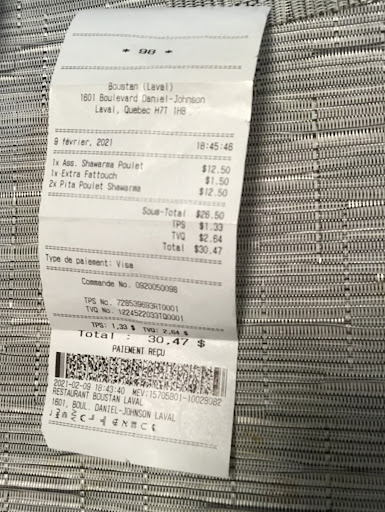 * 98 *
Boustan (Laval)
1601 Boulevard Daniel-Johnson
Laval, Quebec H7T 1H8
9 février, 2021 18:45:46
1x Ass. Shawarma Poulet $12.50
1x Extra Fattouch $1.50
2x Pita Poulet Shawarma $12.50
Sous-Total $26.50
TPS $1.33
TVQ $2.64
Total $30.47
Type de paiement: Visa
Commande No. 0920050098
TPS No. 728539693RT0001
TVQ No. 1224522033TQ0001
TPS: 1,33 $ TVQ: 2,64 $
Total : 30,47 $
PAIEMENT REÇU
2021-02-09 18:43:40 MEV:15705801-10029082
RESTAURANT BOUSTAN LAVAL
1601, BOUL. DANIEL-JOHNSON LAVAL